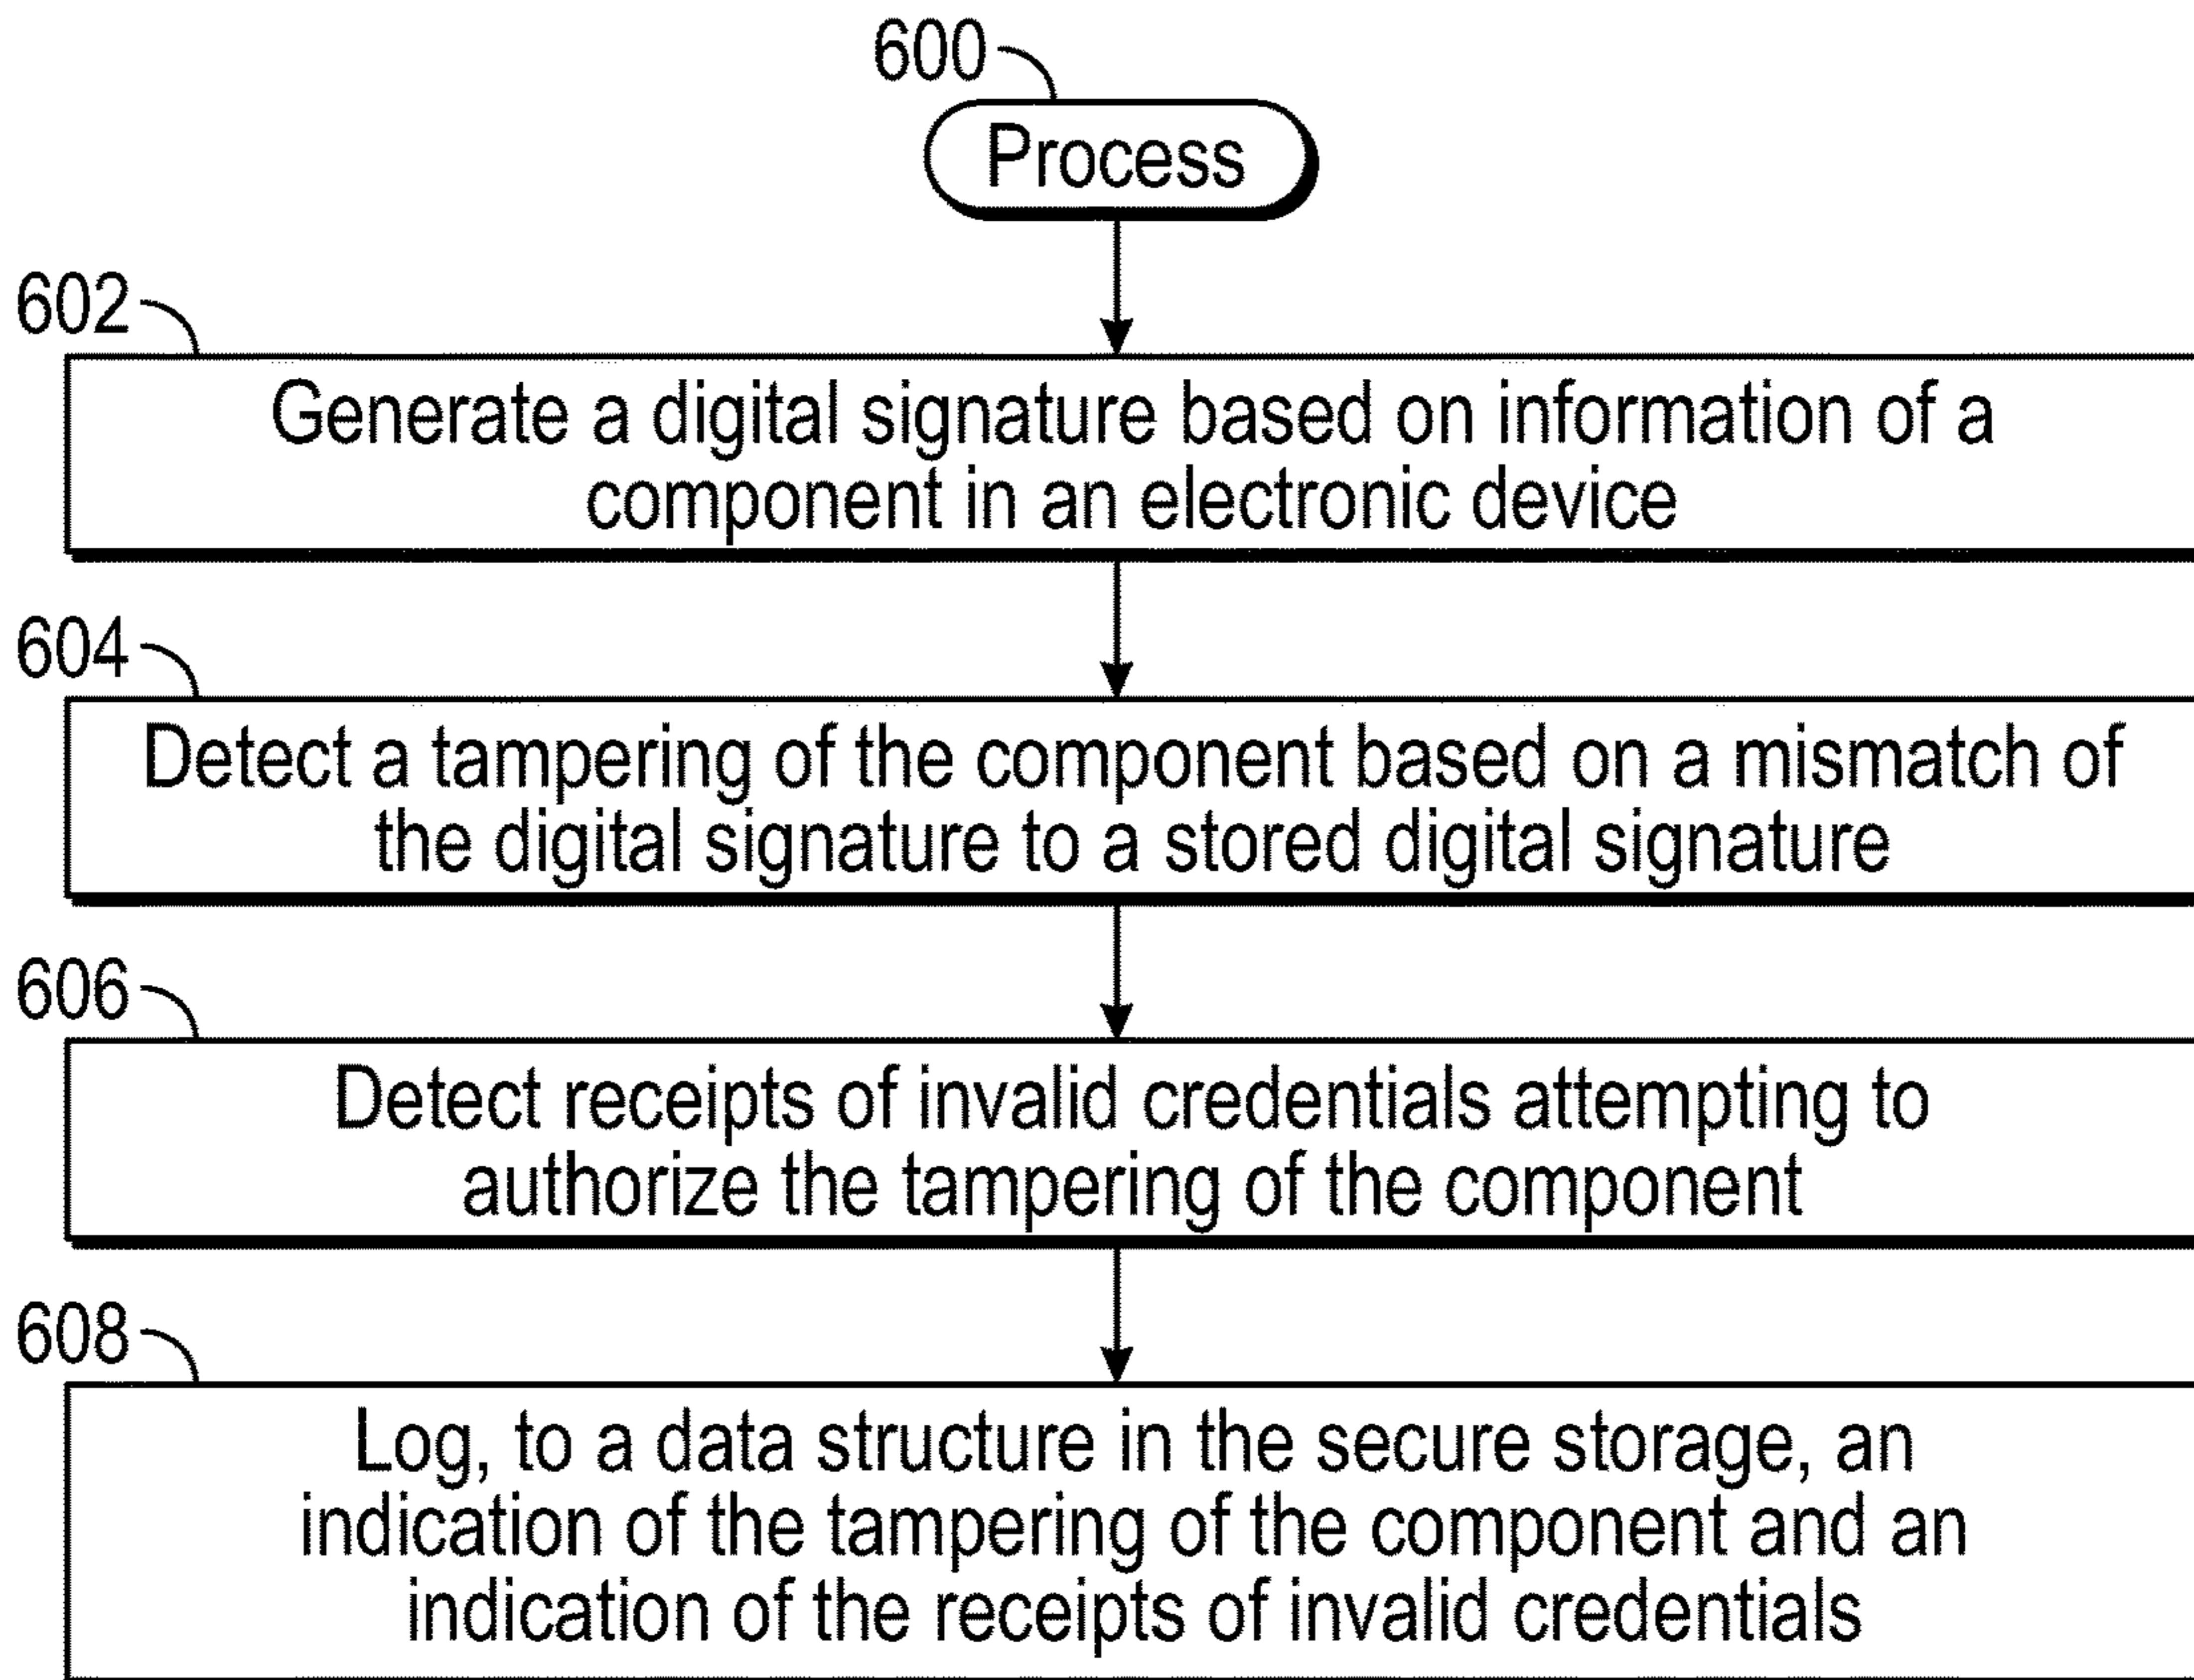 600
Process
602
Generate a digital signature based on information of a
component in an electronic device
604
Detect a tampering of the component based on a mismatch of
the digital signature to a stored digital signature
606
Detect receipts of invalid credentials attempting to
authorize the tampering of the component
608
Log, to a data structure in the secure storage, an
indication of the tampering of the component and an
indication of the receipts of invalid credentials